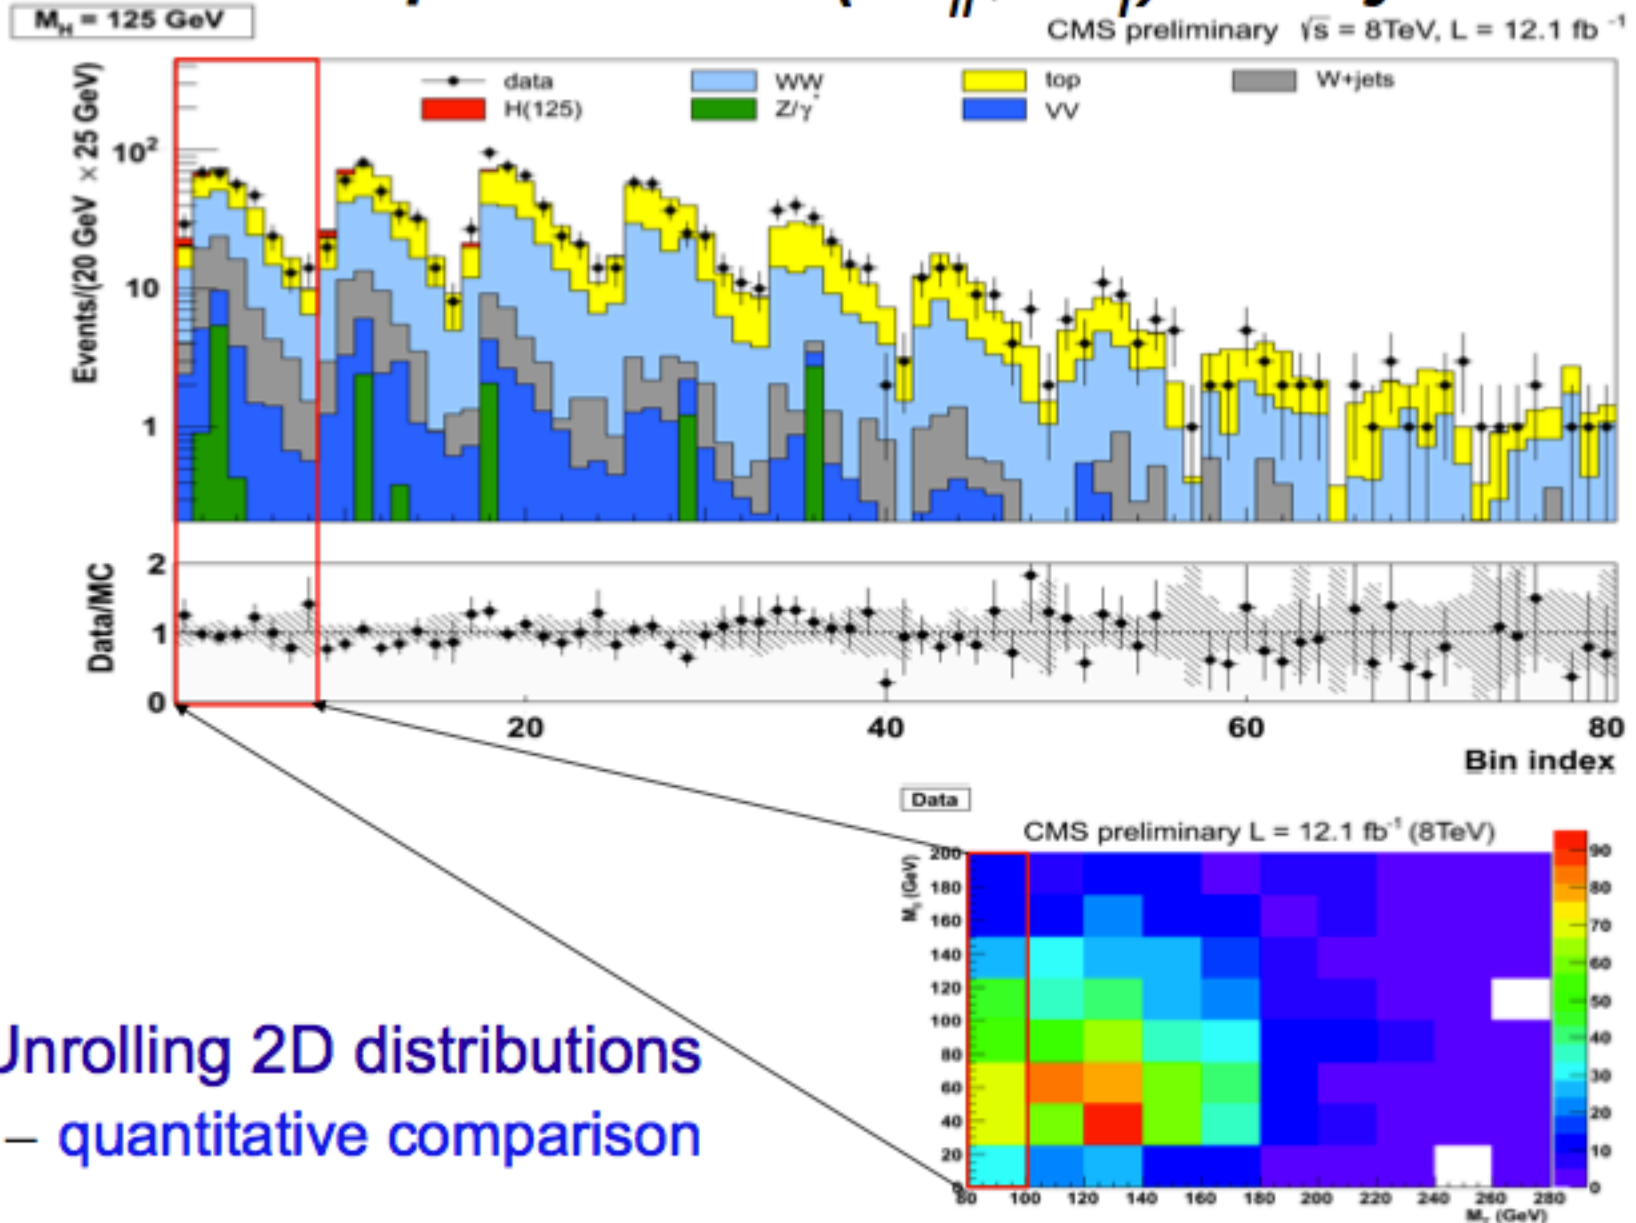 M_H = 125 GeV
CMS preliminary √s = 8TeV, L = 12.1 fb⁻¹
data
WW
top
W+jets
H(125)
Z/γ*
VV
Events/(20 GeV × 25 GeV)
10²
10
1
Data/MC
2
1
0
20 40 60 80
Bin index
Data
CMS preliminary L = 12.1 fb⁻¹ (8TeV)
M_ll (GeV)
200
180
160
140
120
100
80
60
40
20
0
80 100 120 140 160 180 200 220 240 260 280
M_T (GeV)
90
80
70
60
50
40
30
20
10
0
Unrolling 2D distributions
– quantitative comparison